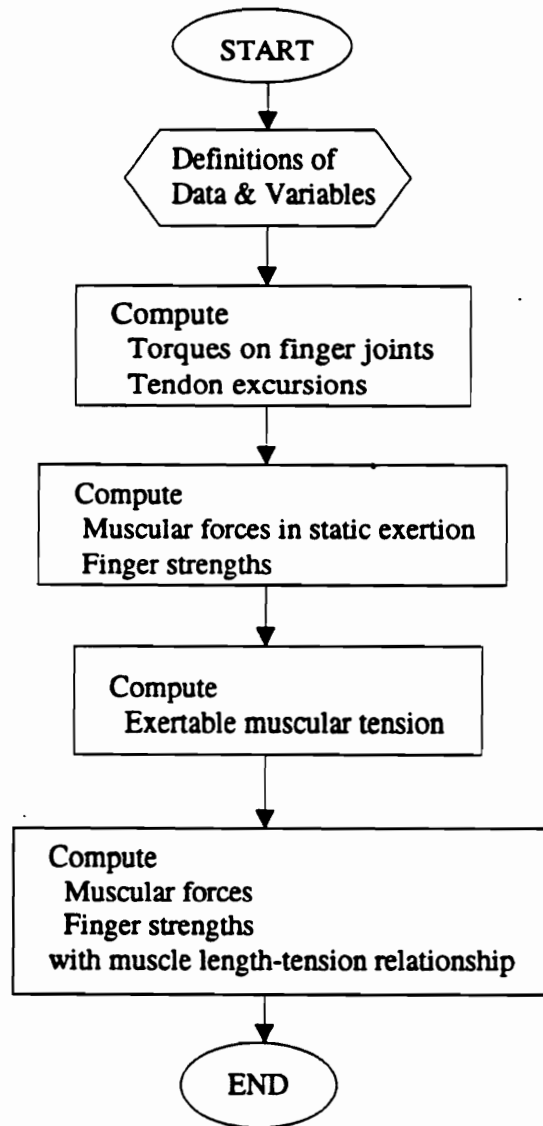 START
Definitions of
Data & Variables
Compute
Torques on finger joints
Tendon excursions
Compute
Muscular forces in static exertion
Finger strengths
Compute
Exertable muscular tension
Compute
Muscular forces
Finger strengths
with muscle length-tension relationship
END